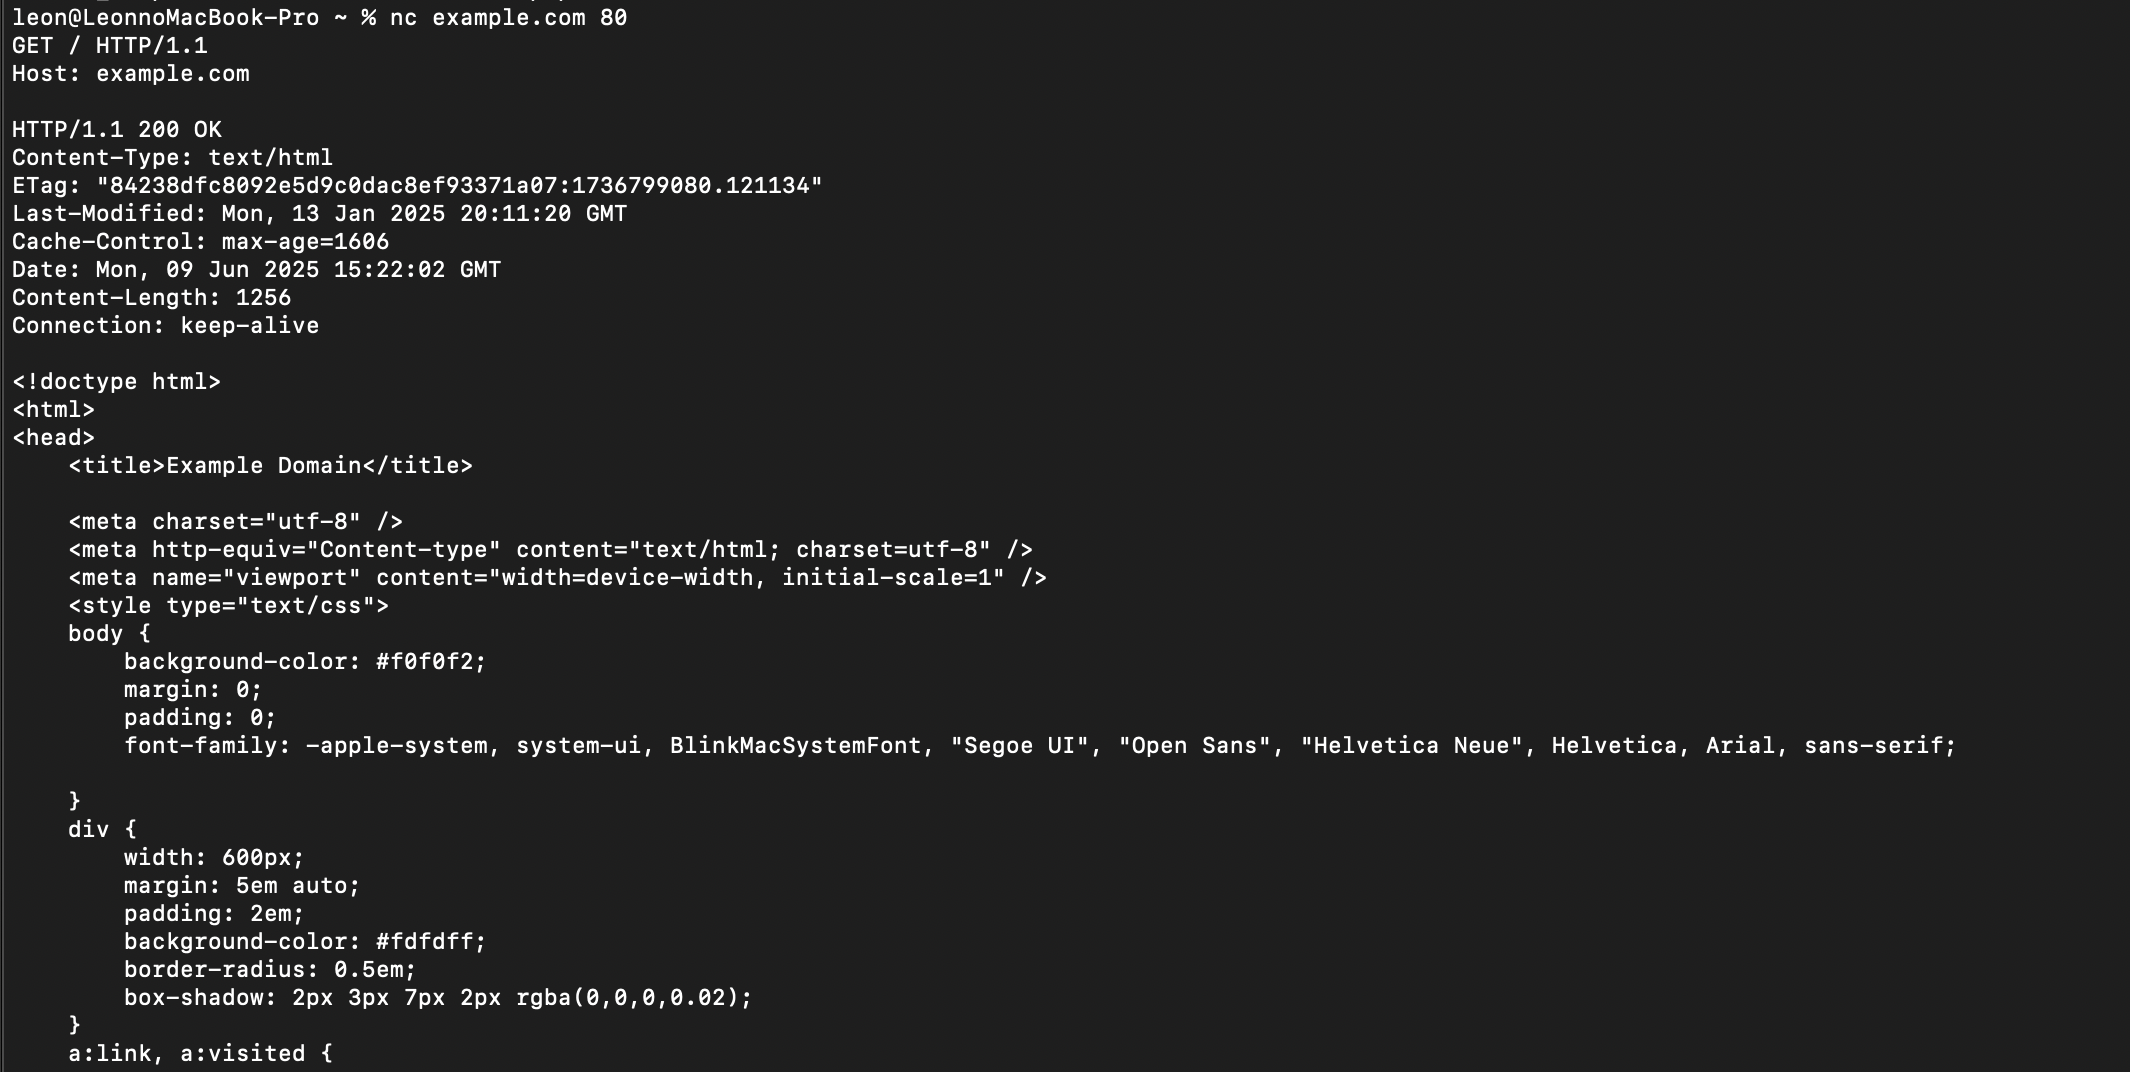 leon@LeonnoMacBook-Pro ~ % nc example.com 80
GET / HTTP/1.1
Host: example.com

HTTP/1.1 200 OK
Content-Type: text/html
ETag: "84238dfc8092e5d9c0dac8ef93371a07:1736799080.121134"
Last-Modified: Mon, 13 Jan 2025 20:11:20 GMT
Cache-Control: max-age=1606
Date: Mon, 09 Jun 2025 15:22:02 GMT
Content-Length: 1256
Connection: keep-alive

<!doctype html>
<html>
<head>
    <title>Example Domain</title>

    <meta charset="utf-8" />
    <meta http-equiv="Content-type" content="text/html; charset=utf-8" />
    <meta name="viewport" content="width=device-width, initial-scale=1" />
    <style type="text/css">
    body {
        background-color: #f0f0f2;
        margin: 0;
        padding: 0;
        font-family: -apple-system, system-ui, BlinkMacSystemFont, "Segoe UI", "Open Sans", "Helvetica Neue", Helvetica, Arial, sans-serif;

    }
    div {
        width: 600px;
        margin: 5em auto;
        padding: 2em;
        background-color: #fdfdff;
        border-radius: 0.5em;
        box-shadow: 2px 3px 7px 2px rgba(0,0,0,0.02);
    }
    a:link, a:visited {